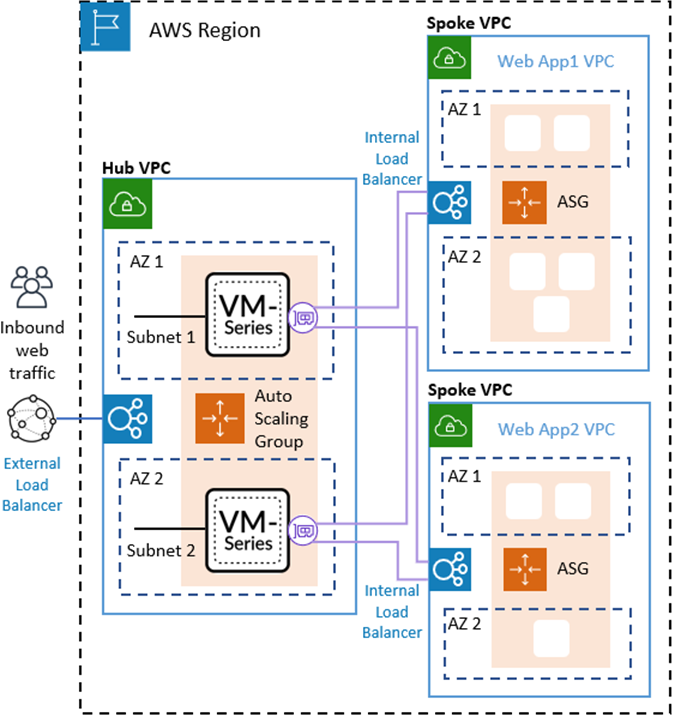 AWS Region
Spoke VPC
Web App1 VPC
AZ 1
Internal
Load
Balancer
ASG
AZ 2
Hub VPC
AZ 1
VM-
Series
Subnet 1
Inbound
web
traffic
Auto
Scaling
Group
External
Load
Balancer
AZ 2
VM-
Series
Subnet 2
Spoke VPC
Web App2 VPC
AZ 1
ASG
Internal
Load
Balancer
AZ 2